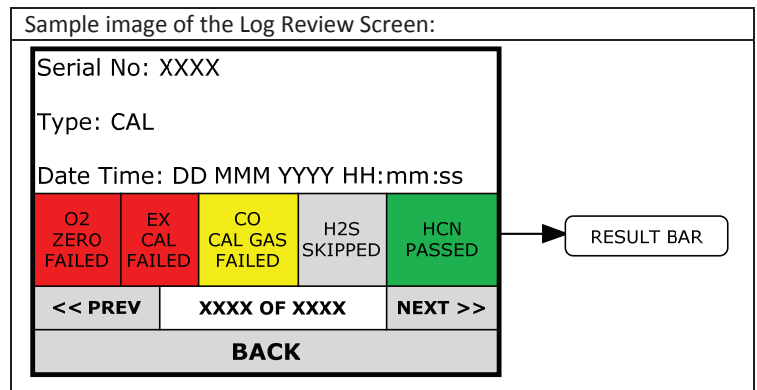 Sample image of the Log Review Screen:
Serial No: XXXX
Type: CAL
Date Time: DD MMM YYYY HH:mm:ss
O2
ZERO
FAILED
EX
CAL
FAILED
CO
CAL GAS
FAILED
H2S
SKIPPED
HCN
PASSED
RESULT BAR
<< PREV
XXXX OF XXXX
NEXT >>
BACK